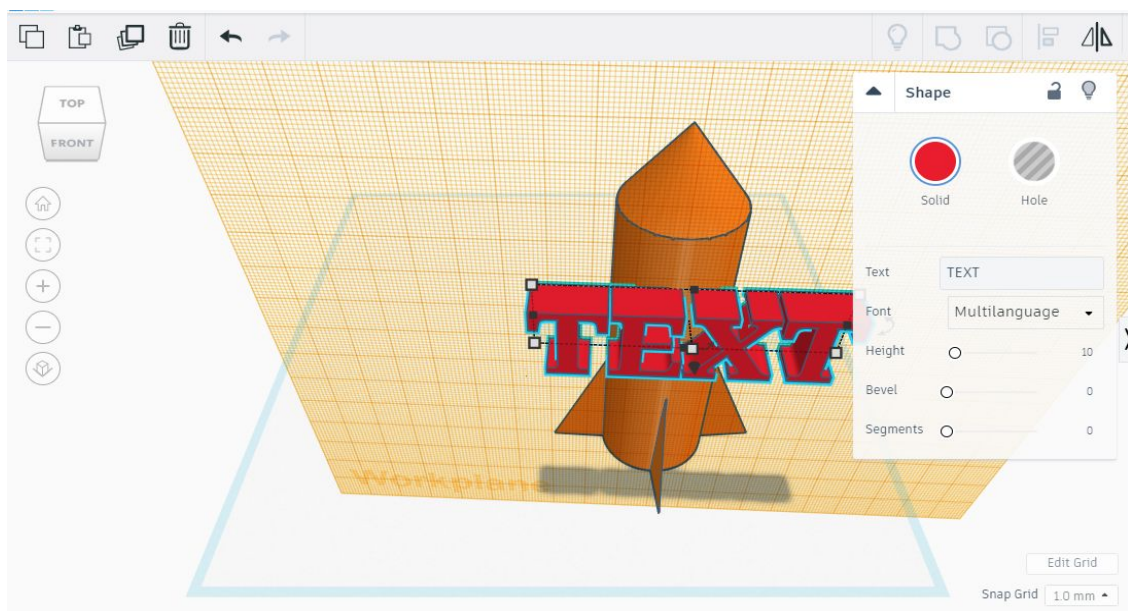 TOP
FRONT
Shape
Solid
Hole
Text TEXT
Font Multilanguage
Height 10
Bevel 0
Segments 0
TEXT
Workplane
Edit Grid
Snap Grid 1.0 mm